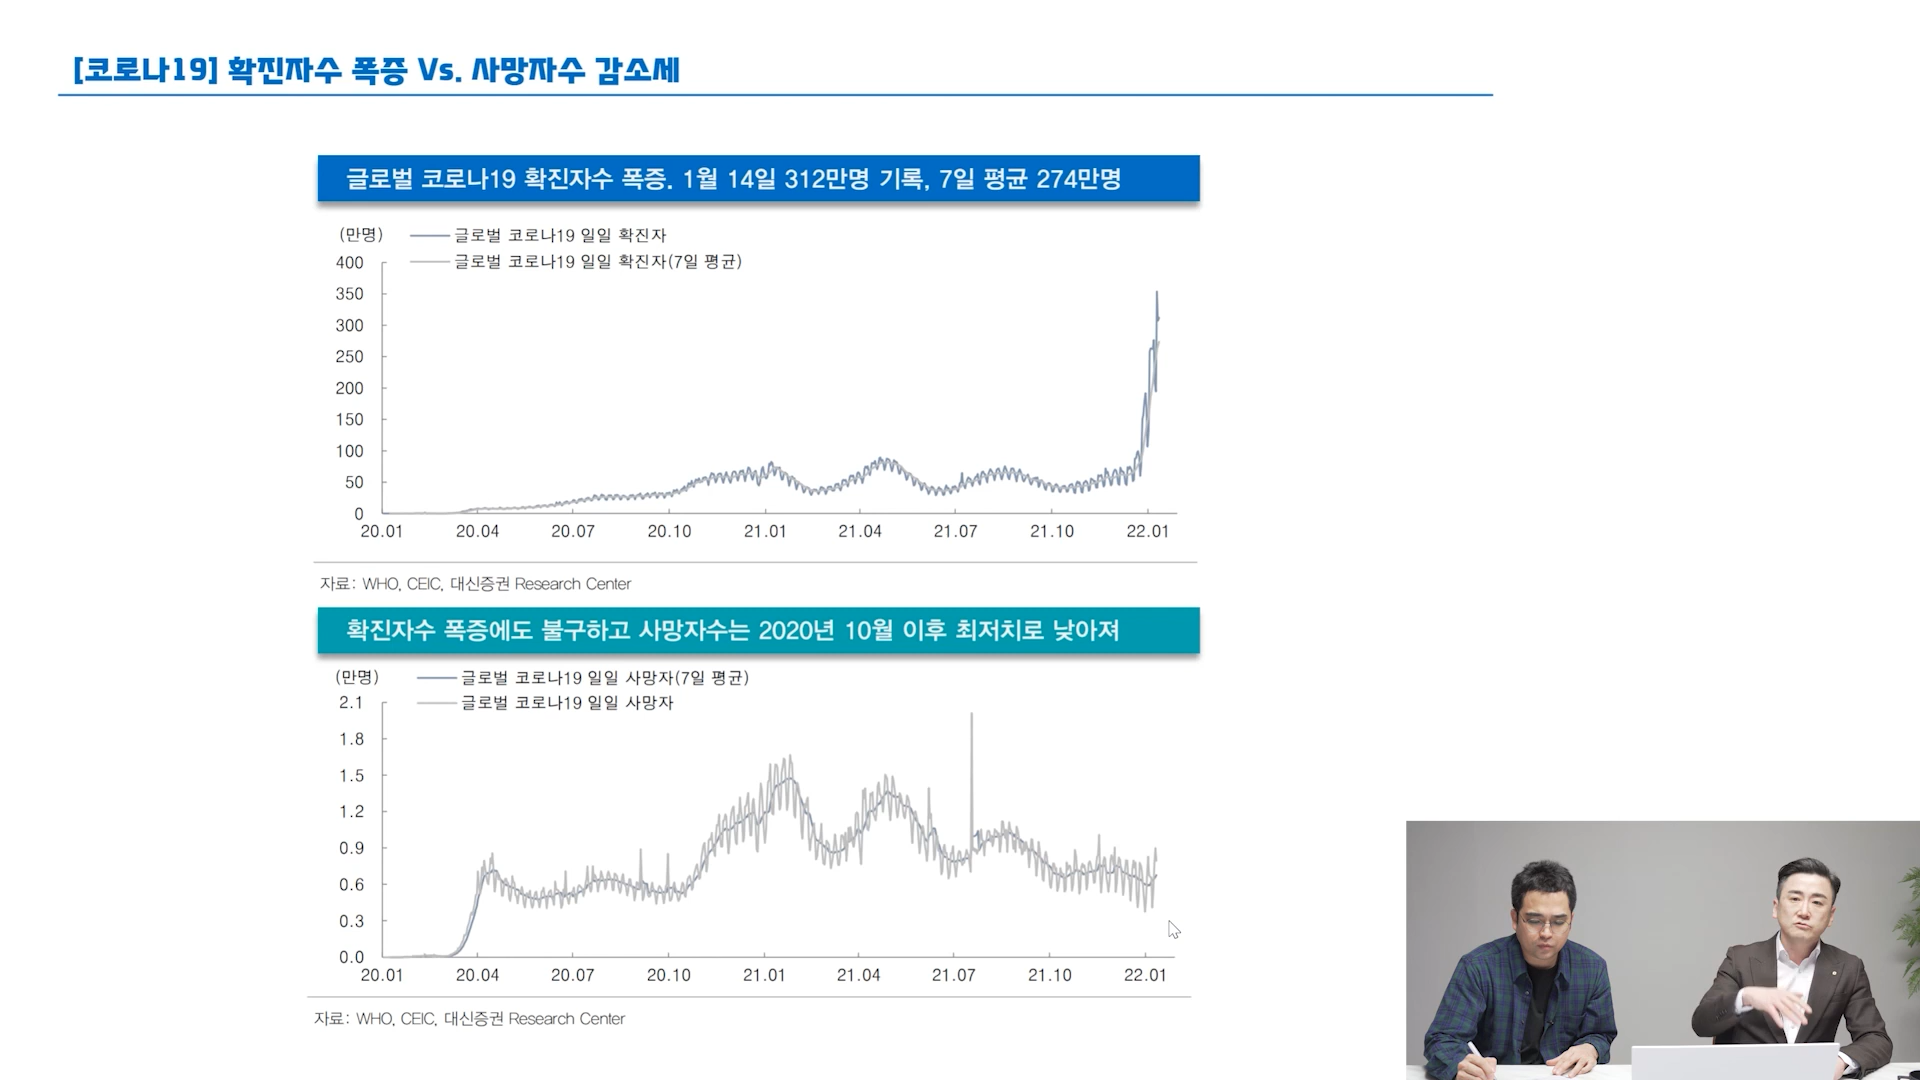 [코로나19] 확진자수 폭증 Vs. 사망자수 감소세
글로벌 코로나19 확진자수 폭증. 1월 14일 312만명 기록, 7일 평균 274만명
(만명)
글로벌 코로나19 일일 확진자
글로벌 코로나19 일일 확진자(7일 평균)
400
350
300
250
200
150
100
50
0
20.01 20.04 20.07 20.10 21.01 21.04 21.07 21.10 22.01
자료: WHO, CEIC, 대신증권 Research Center
확진자수 폭증에도 불구하고 사망자수는 2020년 10월 이후 최저치로 낮아져
(만명)
글로벌 코로나19 일일 사망자(7일 평균)
글로벌 코로나19 일일 사망자
2.1
1.8
1.5
1.2
0.9
0.6
0.3
0.0
20.01 20.04 20.07 20.10 21.01 21.04 21.07 21.10 22.01
자료: WHO, CEIC, 대신증권 Research Center